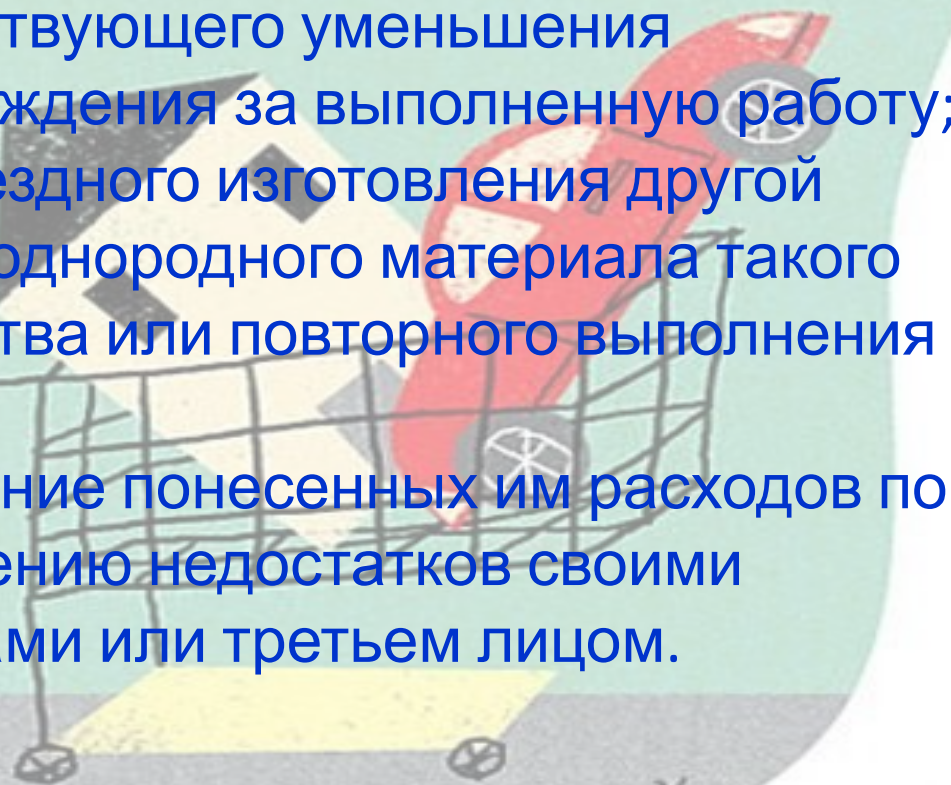 твующего уменьшения
ждения за выполненную работу;
ездного изготовления другой
однородного материала такого
тва или повторного выполнения
ние понесенных им расходов по
ению недостатков своими
ами или третьем лицом.